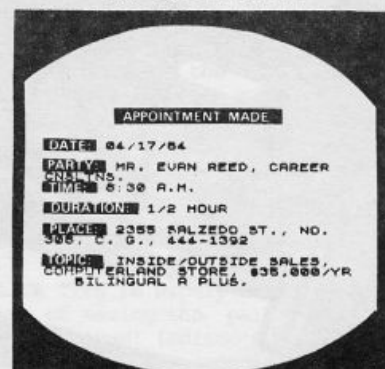 APPOINTMENT MADE
DATE: 04/17/84
PARTY: MR. EVAN REED, CAREER
CNSLTNS.
TIME: 8:30 A.M.
DURATION: 1/2 HOUR
PLACE: 2355 SALZEDO ST., NO.
306, C. G., 444-1392
TOPIC: INSIDE/OUTSIDE SALES,
COMPUTERLAND STORE, $35,000/YR
BILINGUAL A PLUS.